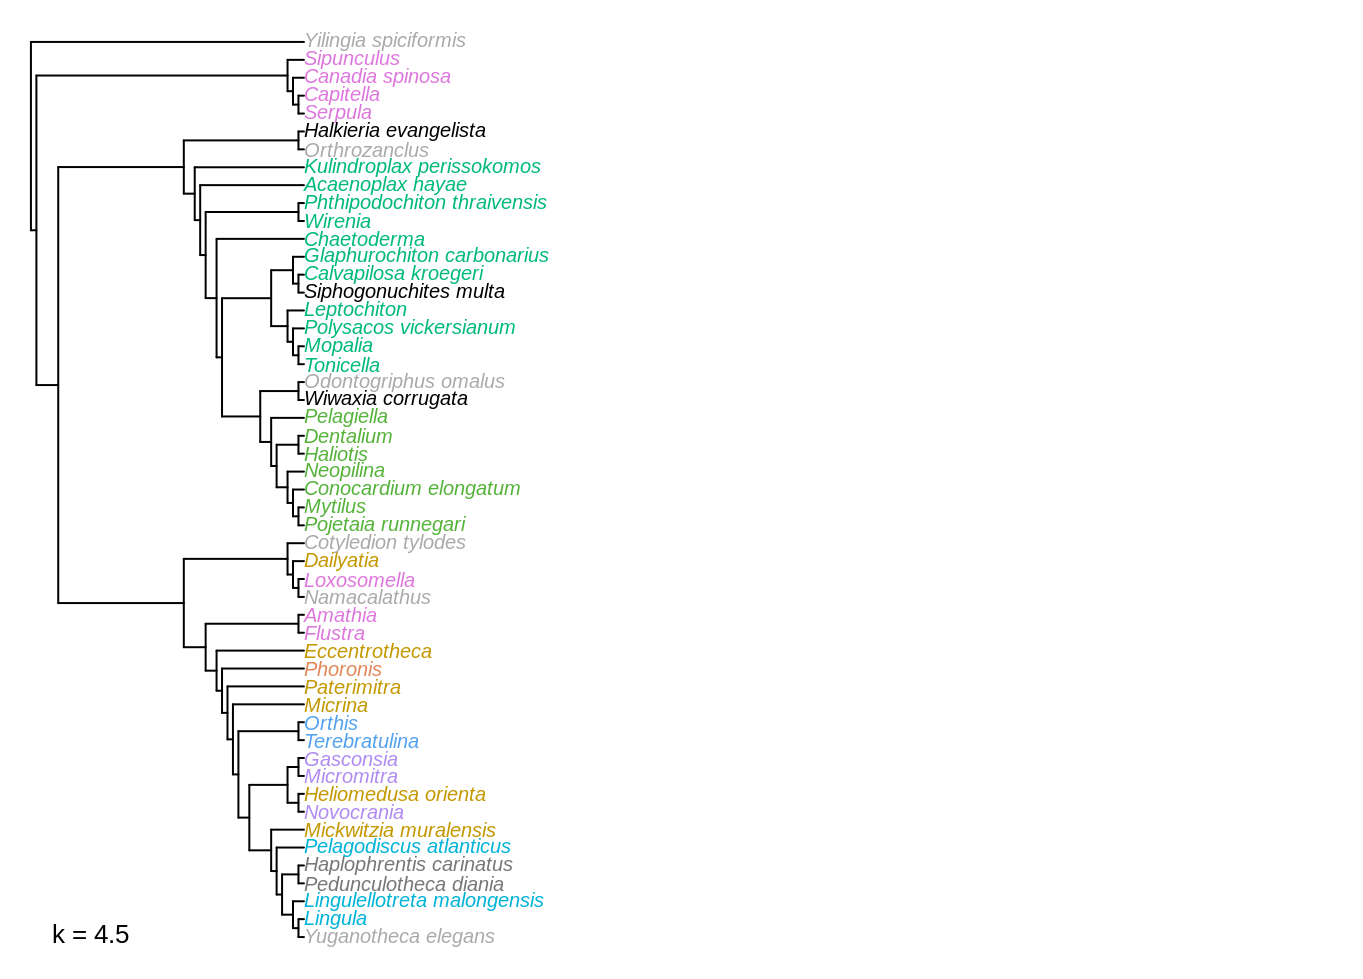 Yilingia spiciformis
Sipunculus
Canadia spinosa
Capitella
Serpula
Halkieria evangelista
Orthrozanclus
Kulindroplax perissokomos
Acaenoplax hayae
Phthipodochiton thraivensis
Wirenia
Chaetoderma
Glaphurochiton carbonarius
Calvapilosa kroegeri
Siphogonuchites multa
Leptochiton
Polysacos vickersianum
Mopalia
Tonicella
Odontogriphus omalus
Wiwaxia corrugata
Pelagiella
Dentalium
Haliotis
Neopilina
Conocardium elongatum
Mytilus
Pojetaia runnegari
Cotyledion tylodes
Dailyatia
Loxosomella
Namacalathus
Amathia
Flustra
Eccentrotheca
Phoronis
Paterimitra
Micrina
Orthis
Terebratulina
Gasconsia
Micromitra
Heliomedusa orienta
Novocrania
Mickwitzia muralensis
Pelagodiscus atlanticus
Haplophrentis carinatus
Pedunculotheca diania
Lingulellotreta malongensis
Lingula
Yuganotheca elegans
k = 4.5